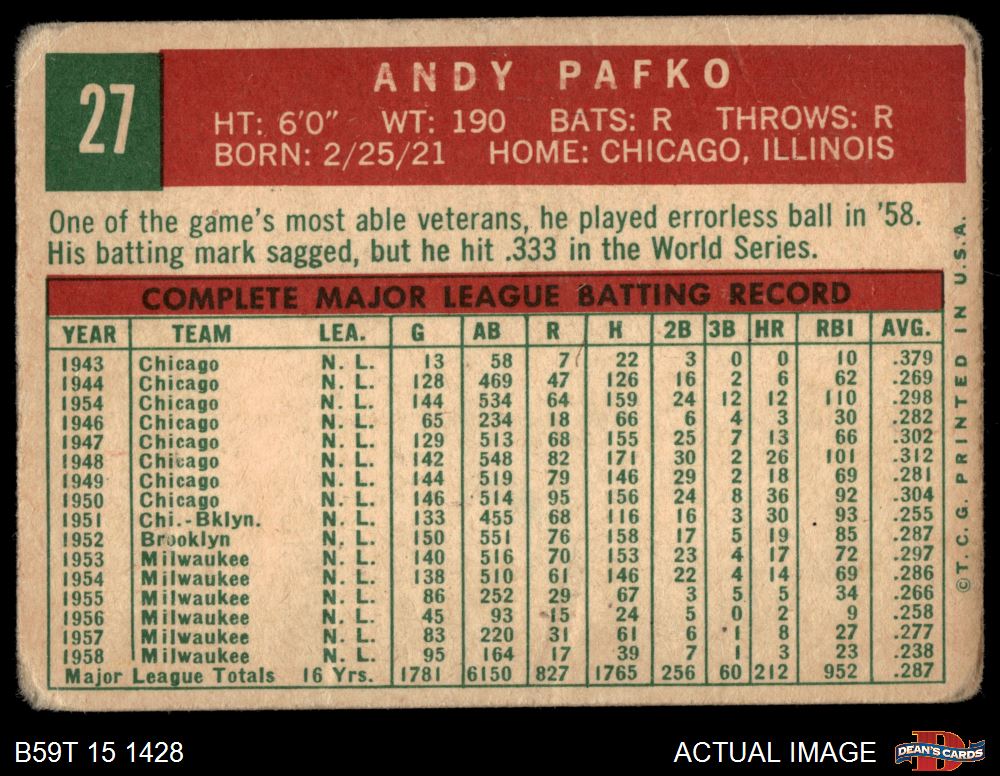 27
ANDY PAFKO
HT: 6'0" WT: 190 BATS: R THROWS: R
BORN: 2/25/21 HOME: CHICAGO, ILLINOIS
One of the game's most able veterans, he played errorless ball in '58.
His batting mark sagged, but he hit .333 in the World Series.
COMPLETE MAJOR LEAGUE BATTING RECORD
YEAR TEAM LEA. G AB R H 2B 3B HR RBI AVG.
1943 Chicago N. L. 13 58 7 22 3 0 0 10 .379
1944 Chicago N. L. 128 469 47 126 16 2 6 62 .269
1954 Chicago N. L. 144 534 64 159 24 12 12 110 .298
1946 Chicago N. L. 65 234 18 66 6 4 3 30 .282
1947 Chicago N. L. 129 513 68 155 25 7 13 66 .302
1948 Chicago N. L. 142 548 82 171 30 2 26 101 .312
1949 Chicago N. L. 144 519 79 146 29 2 18 69 .281
1950 Chicago N. L. 146 514 95 156 24 8 36 92 .304
1951 Chi.-Bklyn. N. L. 133 455 68 116 16 3 30 93 .255
1952 Brooklyn N. L. 150 551 76 158 17 5 19 85 .287
1953 Milwaukee N. L. 140 516 70 153 23 4 17 72 .297
1954 Milwaukee N. L. 138 510 61 146 22 4 14 69 .286
1955 Milwaukee N. L. 86 252 29 67 3 5 5 34 .266
1956 Milwaukee N. L. 45 93 15 24 5 0 2 9 .258
1957 Milwaukee N. L. 83 220 31 61 6 1 8 27 .277
1958 Milwaukee N. L. 95 164 17 39 7 1 3 23 .238
Major League Totals 16 Yrs. 1781 6150 827 1765 256 60 212 952 .287
©T.C.G. PRINTED IN U.S.A.
B59T 15 1428
ACTUAL IMAGE
DEAN'S CARDS